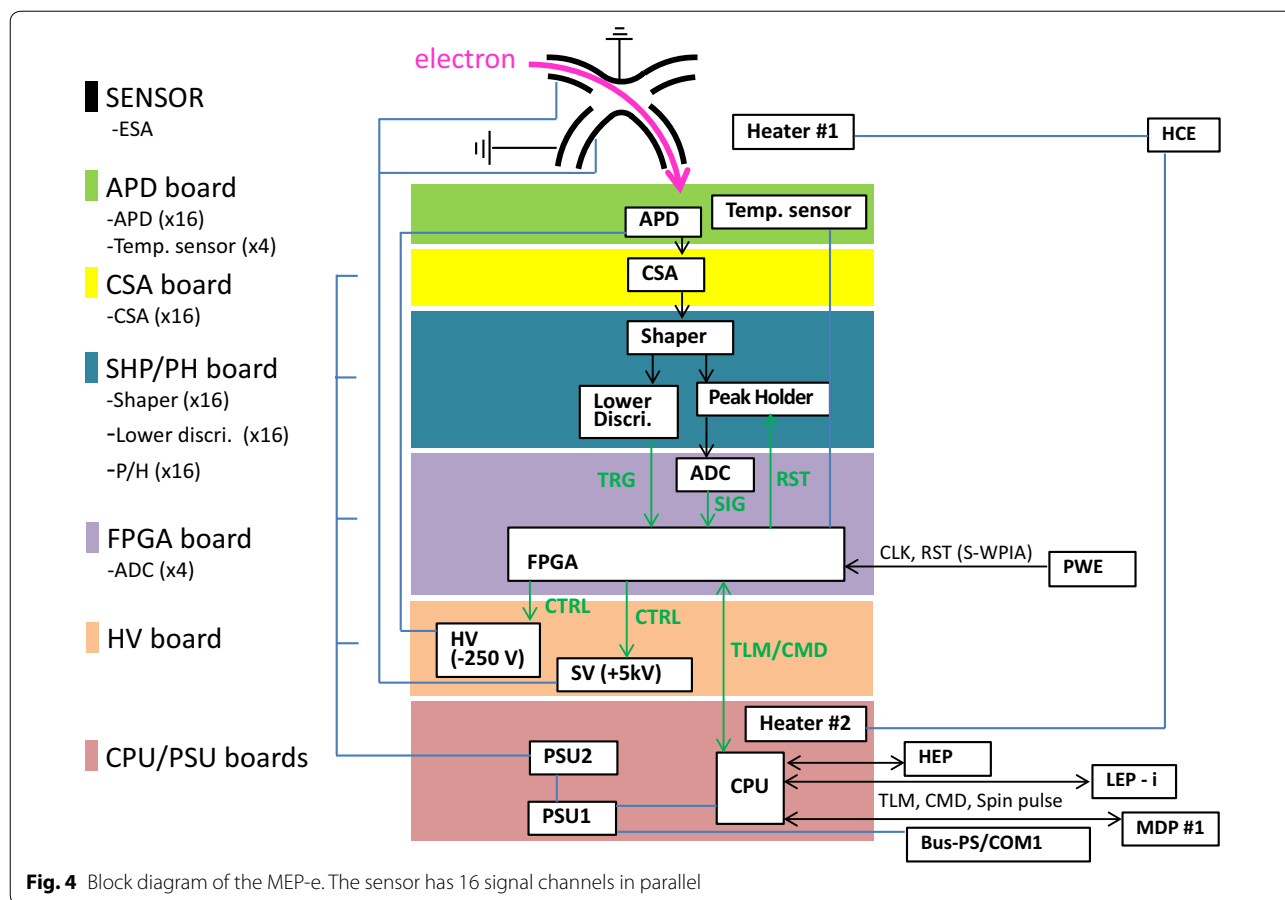 electron
SENSOR
-ESA
APD board
-APD (x16)
-Temp. sensor (x4)
CSA board
-CSA (x16)
SHP/PH board
-Shaper (x16)
-Lower discri. (x16)
-P/H (x16)
FPGA board
-ADC (x4)
HV board
CPU/PSU boards
Heater #1
HCE
APD
Temp. sensor
CSA
Shaper
Lower
Discri.
Peak Holder
TRG
ADC
RST
SIG
FPGA
CLK, RST (S-WPIA)
PWE
CTRL
CTRL
HV
(-250 V)
TLM/CMD
SV (+5kV)
Heater #2
PSU2
CPU
HEP
LEP - i
TLM, CMD, Spin pulse
PSU1
MDP #1
Bus-PS/COM1
Fig. 4 Block diagram of the MEP-e. The sensor has 16 signal channels in parallel